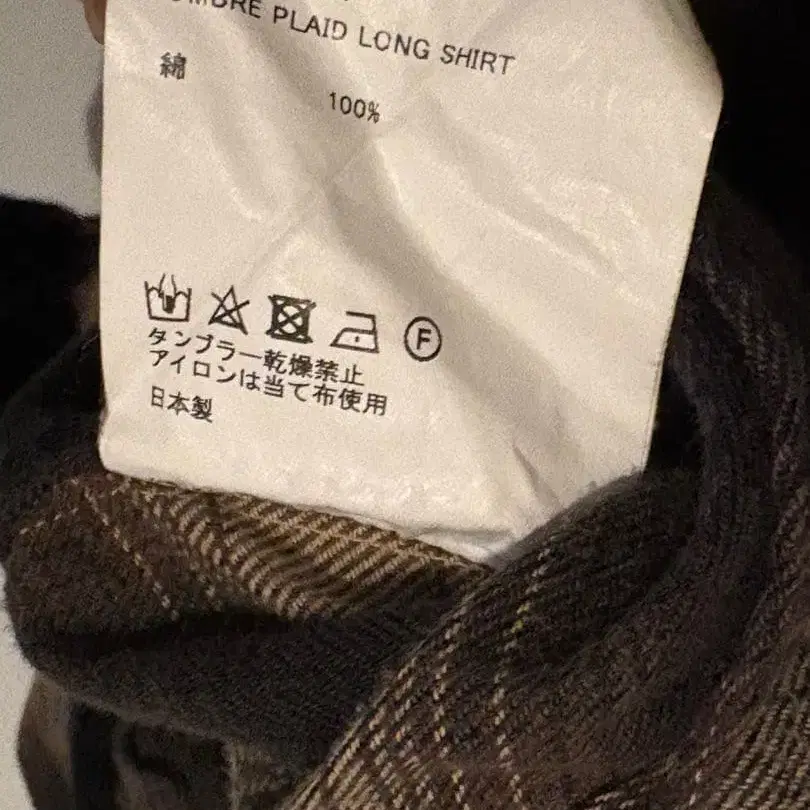 PLAID LONG SHIRT
綿
100%
F
タンブラー乾燥禁止
アイロンは当て布使用
日本製